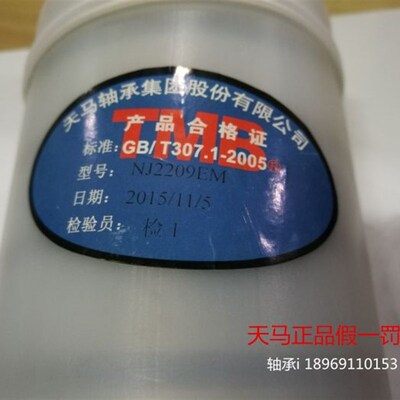 天马轴承集团股份有限公司
TMB
产品合格证
标准:GB/T307.1-2005
型号: NJ2209EM
日期: 2015/11/5
检验员: 检1
天马正品假一罚
轴承i 18969110153